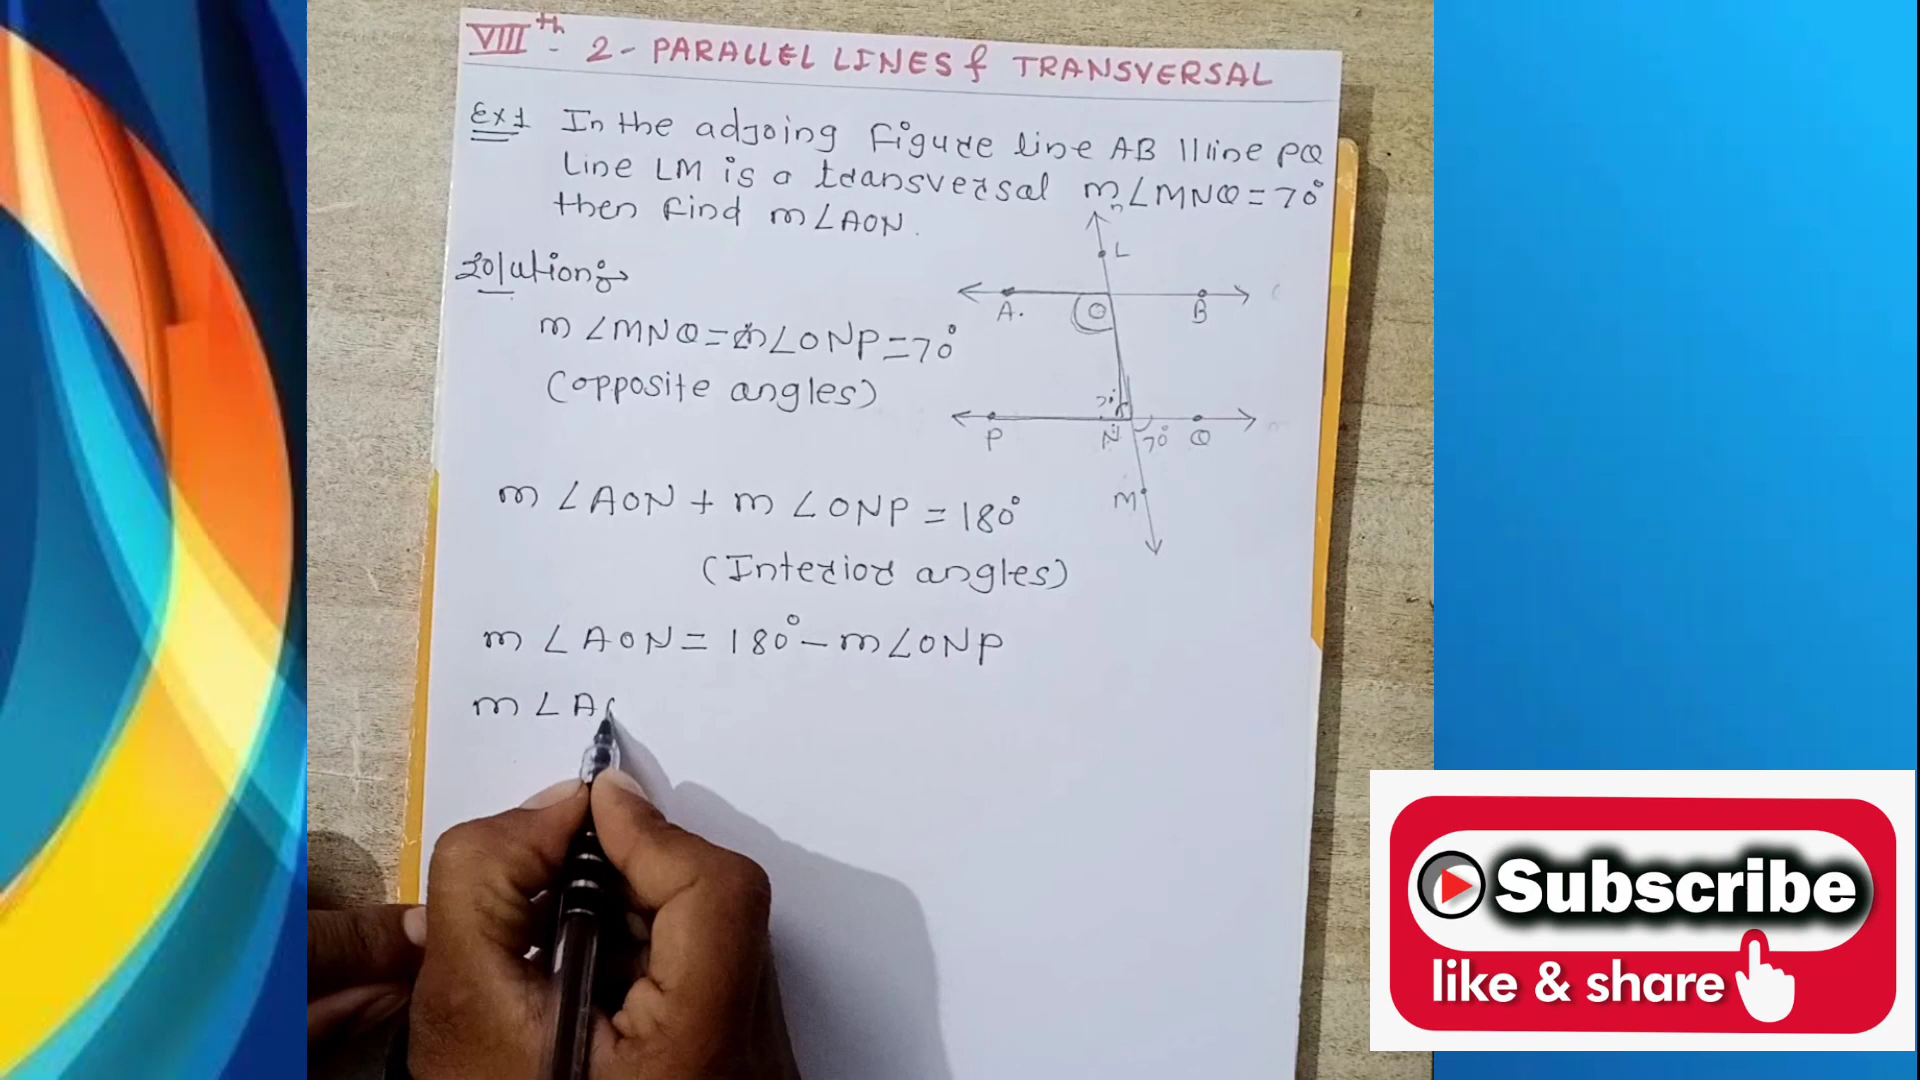 VIIIth - 2 - PARALLEL LINES & TRANSVERSAL
Ex 1 In the adjoing figure line AB || line PQ
Line LM is a transversal m∠MNQ = 70°
then find m∠AON.
Solution:→
m∠MNQ = m∠ONP = 70°
(opposite angles)
m∠AON + m∠ONP = 180°
(Interior angles)
m∠AON = 180° - m∠ONP
m∠AO
L
A.
O
B
70°
P
N
70°
Q
M
Subscribe
like & share